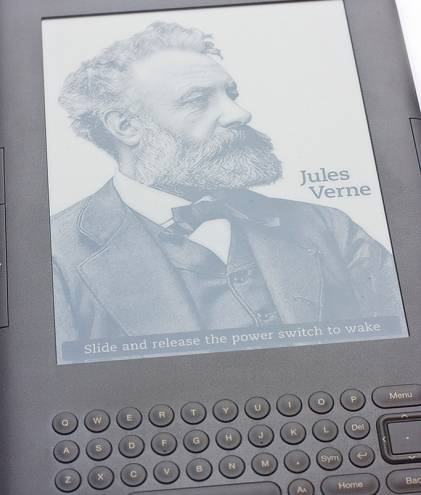 Jules
Verne
Slide and release the power switch to wake
Q W E R T Y U I O P Menu
A S D F G H J K L Del
Z X C V B N M . Sym
Home